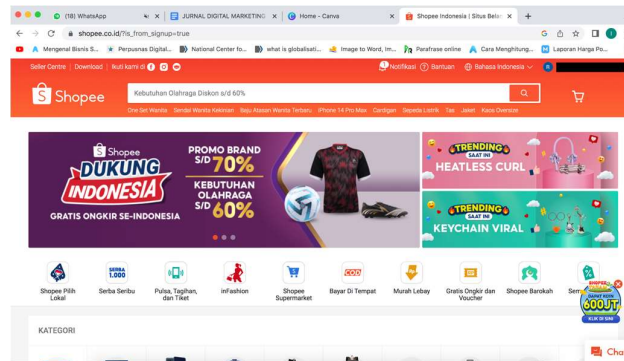 (18) WhatsApp
JURNAL DIGITAL MARKETING
Home - Canva
Shopee Indonesia | Situs Belan
shopee.co.id/?is_from_signup=true
Mengenal Bisnis S...
Perpusnas Digital...
National Center fo...
what is globalisati...
Image to Word, Im...
Parafrase online
Cara Menghitung...
Laporan Harga Po...
Seller Centre | Download | Ikuti kami di
Notifikasi
Bantuan
Bahasa Indonesia
Shopee
Kebutuhan Olahraga Diskon s/d 60%
One Set Wanita Sendal Wanita Kekinian Baju Atasan Wanita Terbaru iPhone 14 Pro Max Cardigan Sepeda Listrik Tas Jaket Kaos Oversize
Shopee
DUKUNG
INDONESIA
GRATIS ONGKIR SE-INDONESIA
PROMO BRAND
S/D 70%
KEBUTUHAN
OLAHRAGA
S/D 60%
TRENDING
SAAT INI
HEATLESS CURL
TRENDING
SAAT INI
KEYCHAIN VIRAL
SERBA
1.000
COD
Shopee Pilih
Lokal
Serba Seribu
Pulsa, Tagihan,
dan Tiket
inFashion
Shopee
Supermarket
Bayar Di Tempat
Murah Lebay
Gratis Ongkir dan
Voucher
Shopee Barokah
DAPAT KOIN
600JT
KLIK DI SINI
KATEGORI
Cha